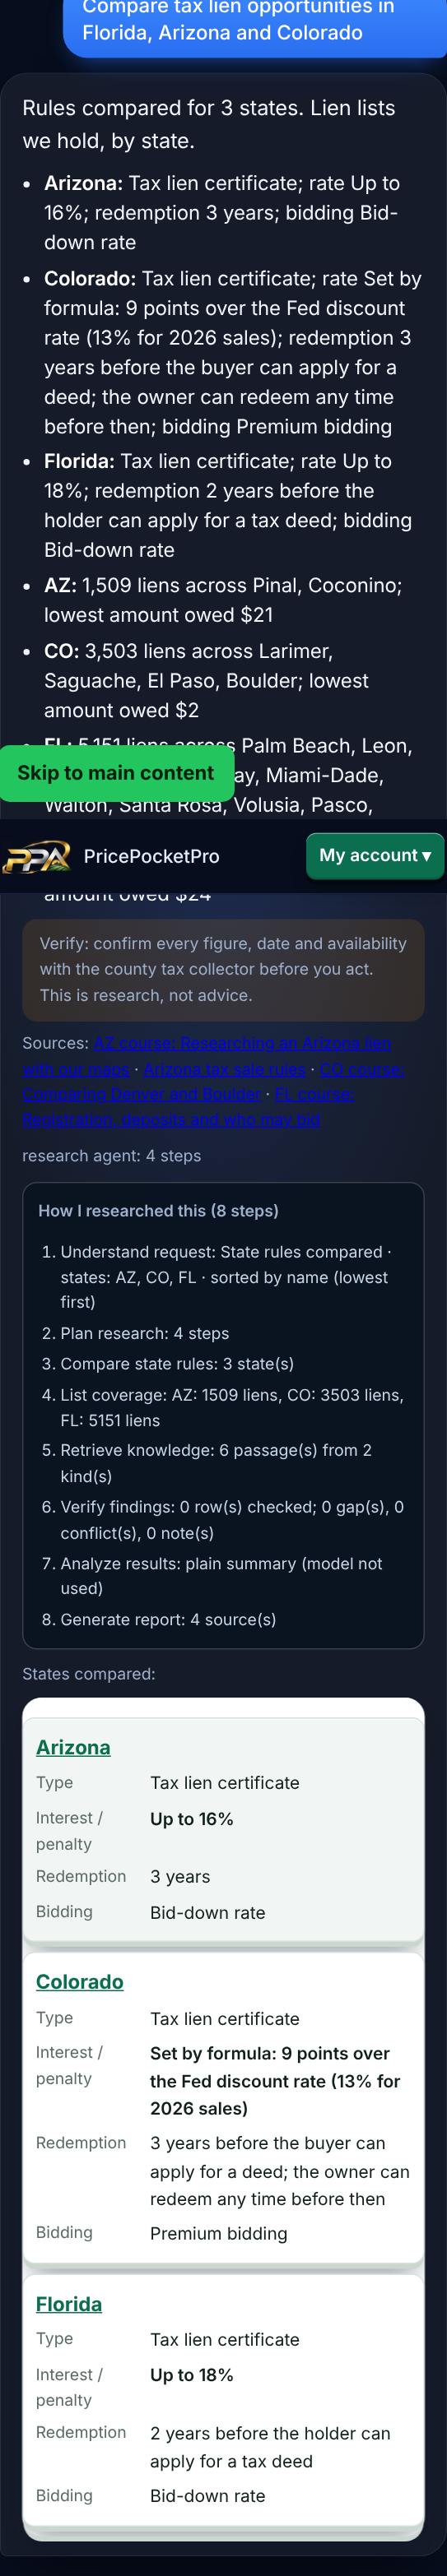 Compare tax lien opportunities in
Florida, Arizona and Colorado
Rules compared for 3 states. Lien lists
we hold, by state.
• Arizona: Tax lien certificate; rate Up to
16%; redemption 3 years; bidding Bid-
down rate
• Colorado: Tax lien certificate; rate Set by
formula: 9 points over the Fed discount
rate (13% for 2026 sales); redemption 3
years before the buyer can apply for a
deed; the owner can redeem any time
before then; bidding Premium bidding
• Florida: Tax lien certificate; rate Up to
18%; redemption 2 years before the
holder can apply for a tax deed; bidding
Bid-down rate
• AZ: 1,509 liens across Pinal, Coconino;
lowest amount owed $21
• CO: 3,503 liens across Larimer,
Saguache, El Paso, Boulder; lowest
amount owed $2
• FL: 5,151 liens across Palm Beach, Leon,
Skip to main content
ay, Miami-Dade,
Walton, Santa Rosa, Volusia, Pasco,
PPA PricePocketPro
My account ▾
amount owed $24
Verify: confirm every figure, date and availability
with the county tax collector before you act.
This is research, not advice.
Sources: AZ course: Researching an Arizona lien
with our maps · Arizona tax sale rules · CO course:
Comparing Denver and Boulder · FL course:
Registration, deposits and who may bid
research agent: 4 steps
How I researched this (8 steps)
1. Understand request: State rules compared ·
states: AZ, CO, FL · sorted by name (lowest
first)
2. Plan research: 4 steps
3. Compare state rules: 3 state(s)
4. List coverage: AZ: 1509 liens, CO: 3503 liens,
FL: 5151 liens
5. Retrieve knowledge: 6 passage(s) from 2
kind(s)
6. Verify findings: 0 row(s) checked; 0 gap(s), 0
conflict(s), 0 note(s)
7. Analyze results: plain summary (model not
used)
8. Generate report: 4 source(s)
States compared:
Arizona
Type Tax lien certificate
Interest / penalty Up to 16%
Redemption 3 years
Bidding Bid-down rate
Colorado
Type Tax lien certificate
Interest / penalty Set by formula: 9 points over
the Fed discount rate (13% for
2026 sales)
Redemption 3 years before the buyer can
apply for a deed; the owner can
redeem any time before then
Bidding Premium bidding
Florida
Type Tax lien certificate
Interest / penalty Up to 18%
Redemption 2 years before the holder can
apply for a tax deed
Bidding Bid-down rate